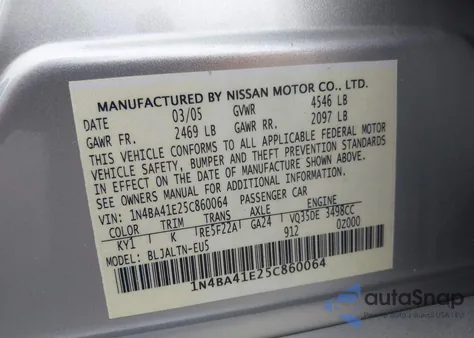 MANUFACTURED BY NISSAN MOTOR CO., LTD.
DATE 03/05 GVWR 4546 LB
GAWR FR. 2469 LB GAWR RR. 2097 LB
THIS VEHICLE CONFORMS TO ALL APPLICABLE FEDERAL MOTOR
VEHICLE SAFETY, BUMPER AND THEFT PREVENTION STANDARDS
IN EFFECT ON THE DATE OF MANUFACTURE SHOWN ABOVE.
SEE OWNERS MANUAL FOR ADDITIONAL INFORMATION.
VIN: 1N4BA41E25C860064 PASSENGER CAR
COLOR TRIM TRANS AXLE ENGINE
KY1 K RE5F22A GA24 VQ35DE 3498CC
MODEL: BLJALTN-EU5 912 0Z000
1N4BA41E25C860064
autoSnap